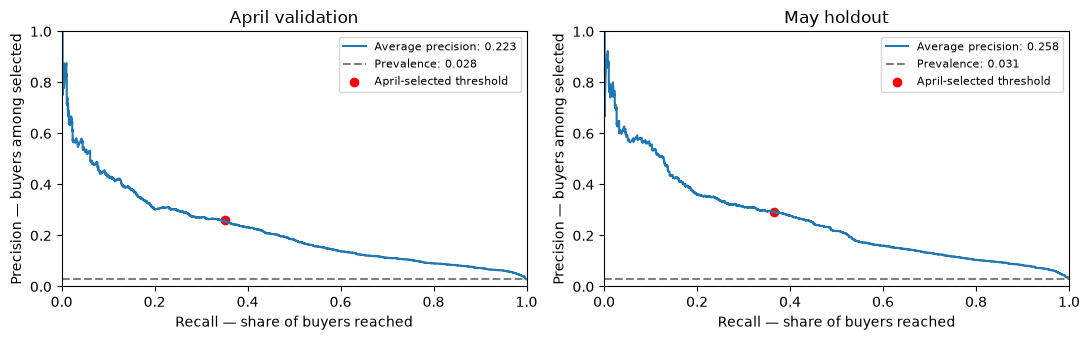 April validation
1.0
0.8
0.6
0.4
0.2
0.0
Precision — buyers among selected
Average precision: 0.223
Prevalence: 0.028
April-selected threshold
0.0 0.2 0.4 0.6 0.8 1.0
Recall — share of buyers reached
May holdout
1.0
0.8
0.6
0.4
0.2
0.0
Precision — buyers among selected
Average precision: 0.258
Prevalence: 0.031
April-selected threshold
0.0 0.2 0.4 0.6 0.8 1.0
Recall — share of buyers reached